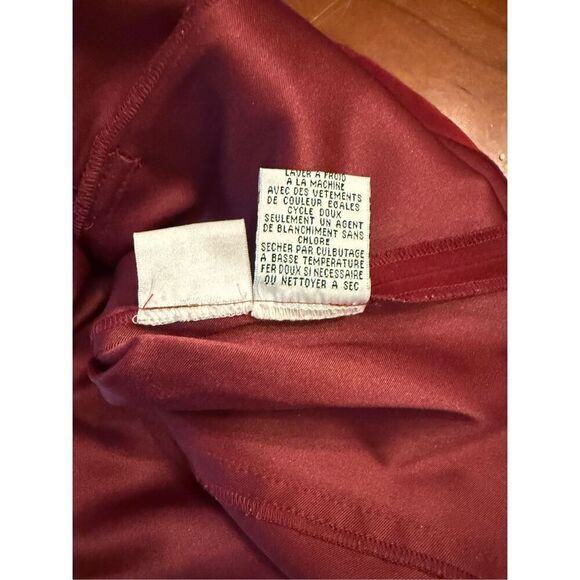 LAVER A FROID
A LA MACHINE
AVEC DES VETEMENTS
DE COULEUR EGALES
CYCLE DOUX
SEULEMENT UN AGENT
DE BLANCHIMENT SANS
CHLORE
SECHER PAR CULBUTAGE
A BASSE TEMPERATURE
FER DOUX SI NECESSAIRE
OU NETTOYER A SEC